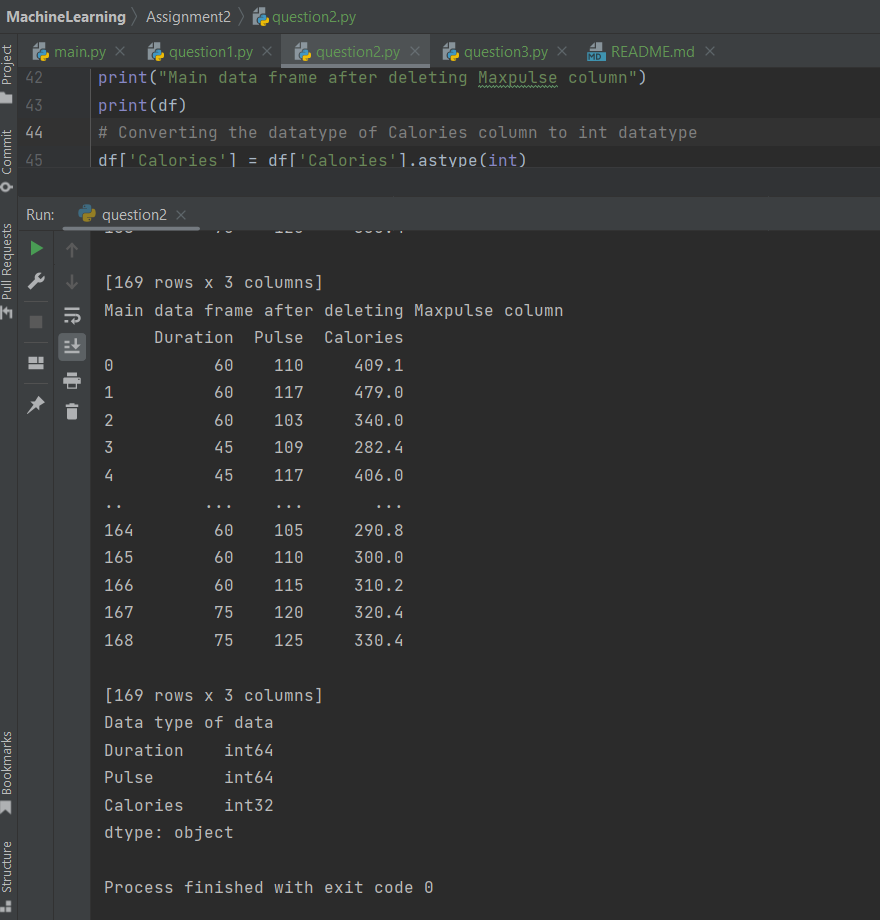 MachineLearning Assignment2 question2.py
main.py question1.py question2.py question3.py README.md
Project
Commit
Pull Requests
Bookmarks
Structure
42 print("Main data frame after deleting Maxpulse column")
43 print(df)
44 # Converting the datatype of Calories column to int datatype
45 df['Calories'] = df['Calories'].astype(int)
Run: question2
[169 rows x 3 columns]
Main data frame after deleting Maxpulse column
Duration Pulse Calories
0 60 110 409.1
1 60 117 479.0
2 60 103 340.0
3 45 109 282.4
4 45 117 406.0
.. ... ... ...
164 60 105 290.8
165 60 110 300.0
166 60 115 310.2
167 75 120 320.4
168 75 125 330.4
[169 rows x 3 columns]
Data type of data
Duration int64
Pulse int64
Calories int32
dtype: object
Process finished with exit code 0